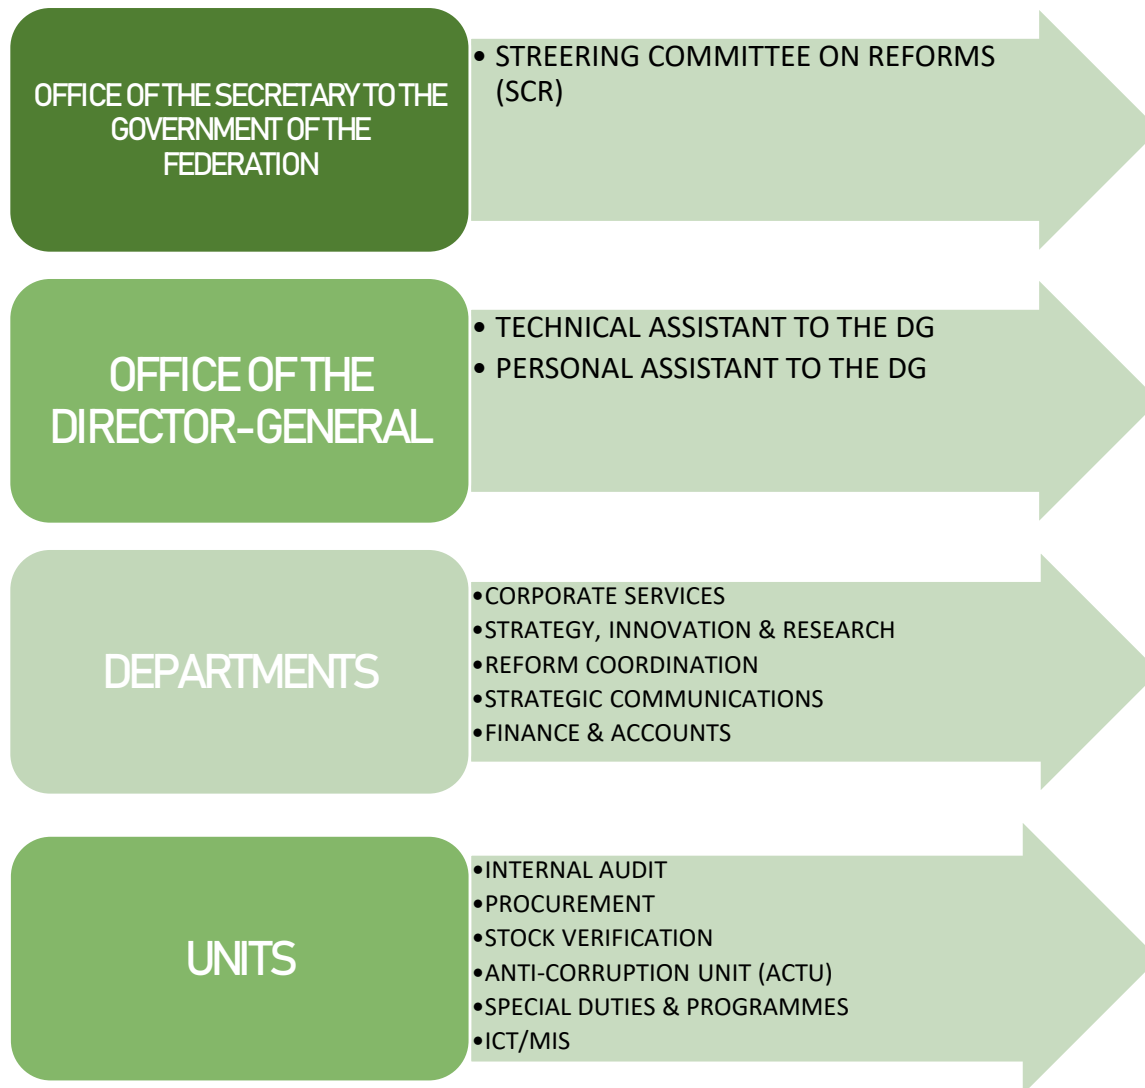 OFFICE OF THE SECRETARY TO THE
GOVERNMENT OF THE
FEDERATION
• STREERING COMMITTEE ON REFORMS
(SCR)
OFFICE OF THE
DIRECTOR-GENERAL
• TECHNICAL ASSISTANT TO THE DG
• PERSONAL ASSISTANT TO THE DG
DEPARTMENTS
•CORPORATE SERVICES
•STRATEGY, INNOVATION & RESEARCH
•REFORM COORDINATION
•STRATEGIC COMMUNICATIONS
•FINANCE & ACCOUNTS
UNITS
•INTERNAL AUDIT
•PROCUREMENT
•STOCK VERIFICATION
•ANTI-CORRUPTION UNIT (ACTU)
•SPECIAL DUTIES & PROGRAMMES
•ICT/MIS